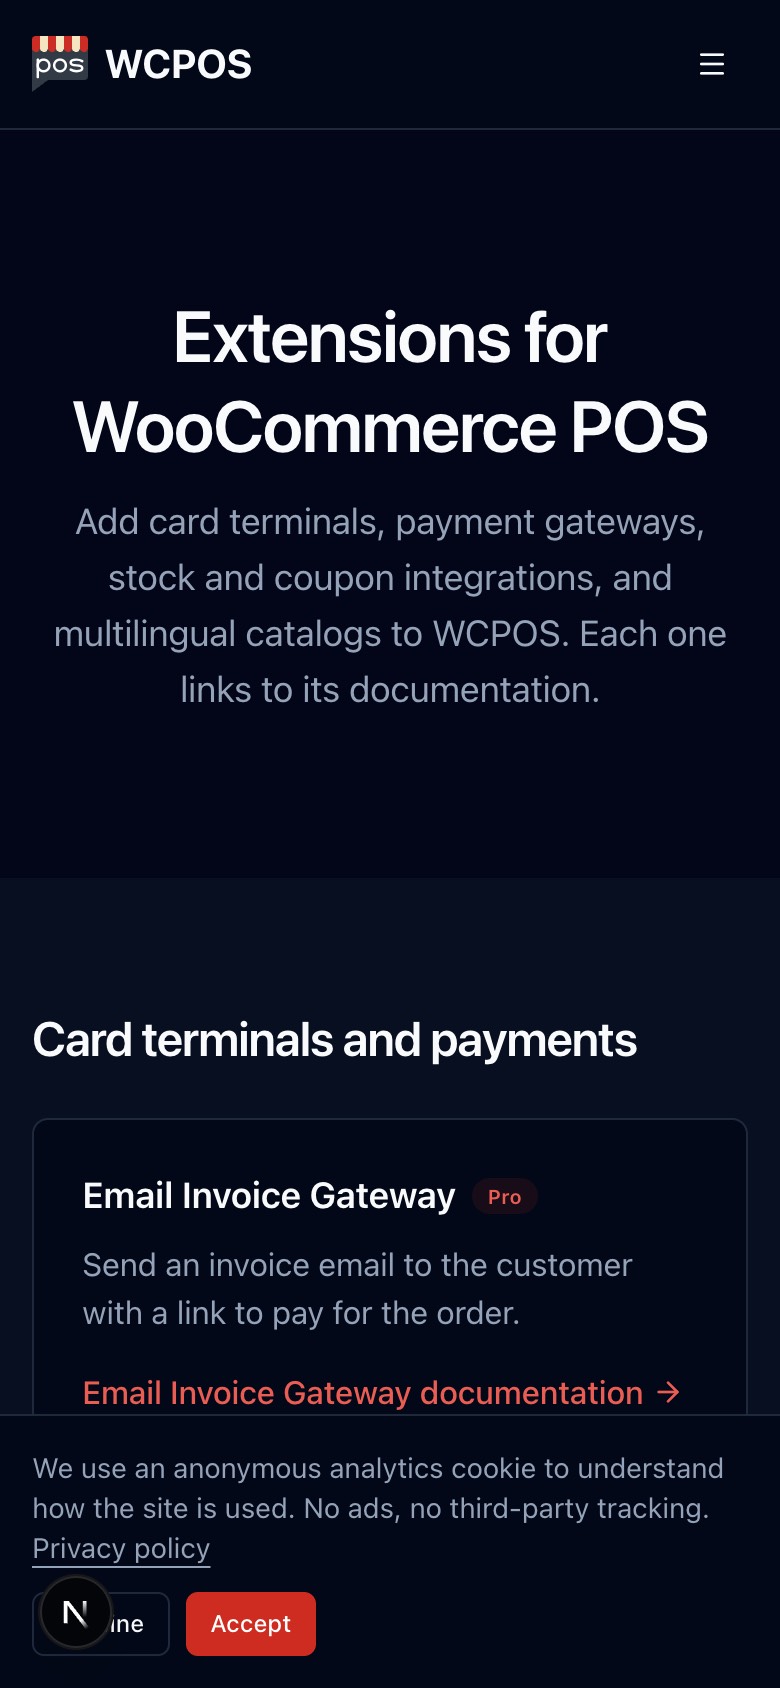 pos WCPOS
Extensions for
WooCommerce POS
Add card terminals, payment gateways,
stock and coupon integrations, and
multilingual catalogs to WCPOS. Each one
links to its documentation.
Card terminals and payments
Email Invoice Gateway Pro
Send an invoice email to the customer
with a link to pay for the order.
Email Invoice Gateway documentation →
We use an anonymous analytics cookie to understand
how the site is used. No ads, no third-party tracking.
Privacy policy
N Accept